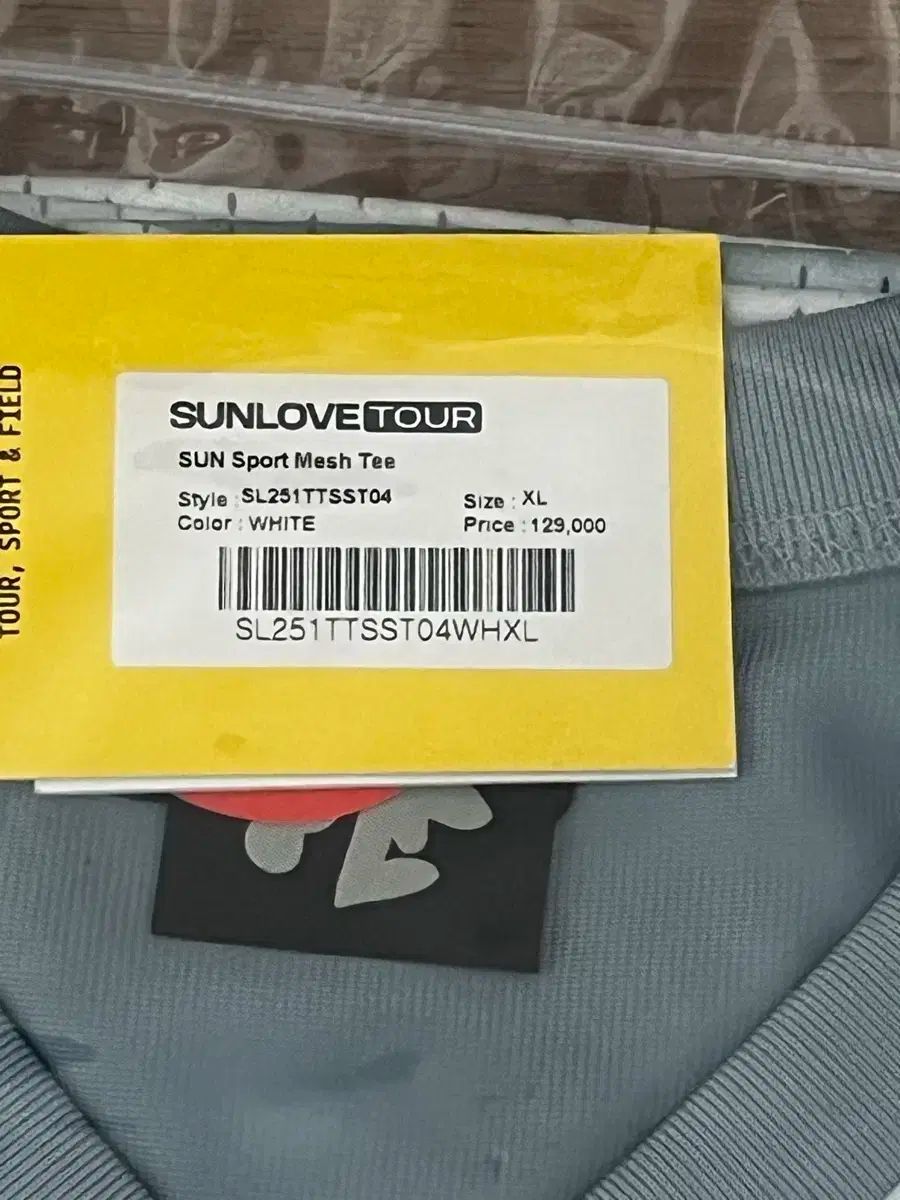 TOUR, SPORT & FIELD
SUNLOVE TOUR
SUN Sport Mesh Tee
Style : SL251TTSST04
Size : XL
Color : WHITE
Price : 129,000
SL251TTSST04WHXL